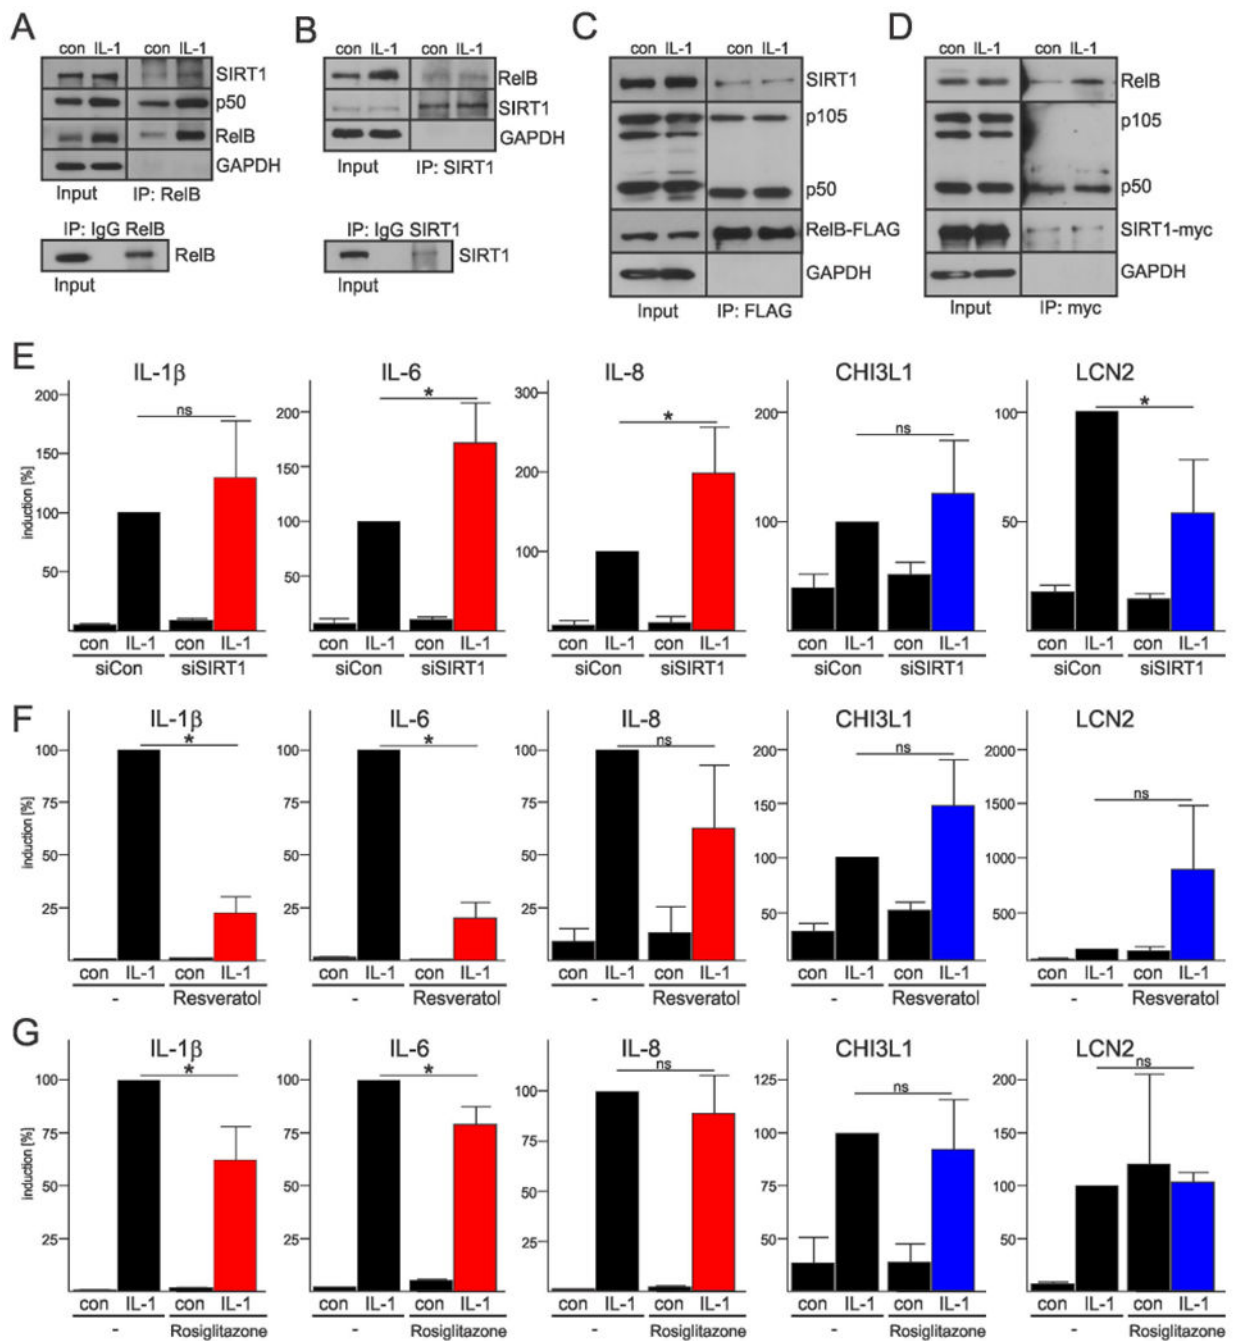 A
con IL-1 con IL-1
SIRT1
p50
RelB
GAPDH
Input IP: RelB
IP: IgG RelB
RelB
Input
B
con IL-1 con IL-1
RelB
SIRT1
GAPDH
Input IP: SIRT1
IP: IgG SIRT1
SIRT1
Input
C
con IL-1 con IL-1
SIRT1
p105
p50
RelB-FLAG
GAPDH
Input IP: FLAG
D
con IL-1 con IL-1
RelB
p105
p50
SIRT1-myc
GAPDH
Input IP: myc
E
IL-1β
induction [%]
200
150
100
50
ns
con IL-1 con IL-1
siCon siSIRT1
IL-6
200
100
50
*
con IL-1 con IL-1
siCon siSIRT1
IL-8
300
200
100
*
con IL-1 con IL-1
siCon siSIRT1
CHI3L1
200
100
ns
con IL-1 con IL-1
siCon siSIRT1
LCN2
100
50
*
con IL-1 con IL-1
siCon siSIRT1
F
IL-1β
induction [%]
100
75
50
25
*
con IL-1 con IL-1
- Resveratol
IL-6
100
75
50
25
*
con IL-1 con IL-1
- Resveratol
IL-8
100
75
50
25
ns
con IL-1 con IL-1
- Resveratol
CHI3L1
200
150
100
50
ns
con IL-1 con IL-1
- Resveratol
LCN2
2000
1500
1000
500
ns
con IL-1 con IL-1
- Resveratol
G
IL-1β
induction [%]
100
75
50
25
*
con IL-1 con IL-1
- Rosiglitazone
IL-6
100
75
50
25
*
con IL-1 con IL-1
- Rosiglitazone
IL-8
100
75
50
25
ns
con IL-1 con IL-1
- Rosiglitazone
CHI3L1
125
100
75
50
ns
con IL-1 con IL-1
- Rosiglitazone
LCN2
200
150
100
50
ns
con IL-1 con IL-1
- Rosiglitazone